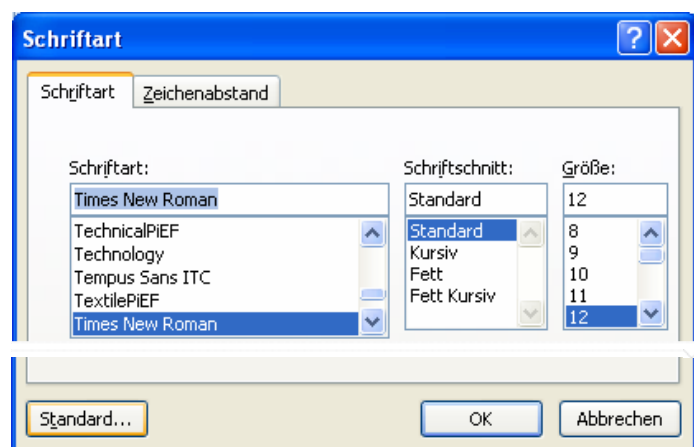 Schriftart
Schriftart Zeichenabstand
Schriftart: Schriftschnitt: Größe:
Times New Roman Standard 12
TechnicalPiEF Standard 8
Technology Kursiv 9
Tempus Sans ITC Fett 10
TextilePiEF Fett Kursiv 11
Times New Roman 12
Standard... OK Abbrechen